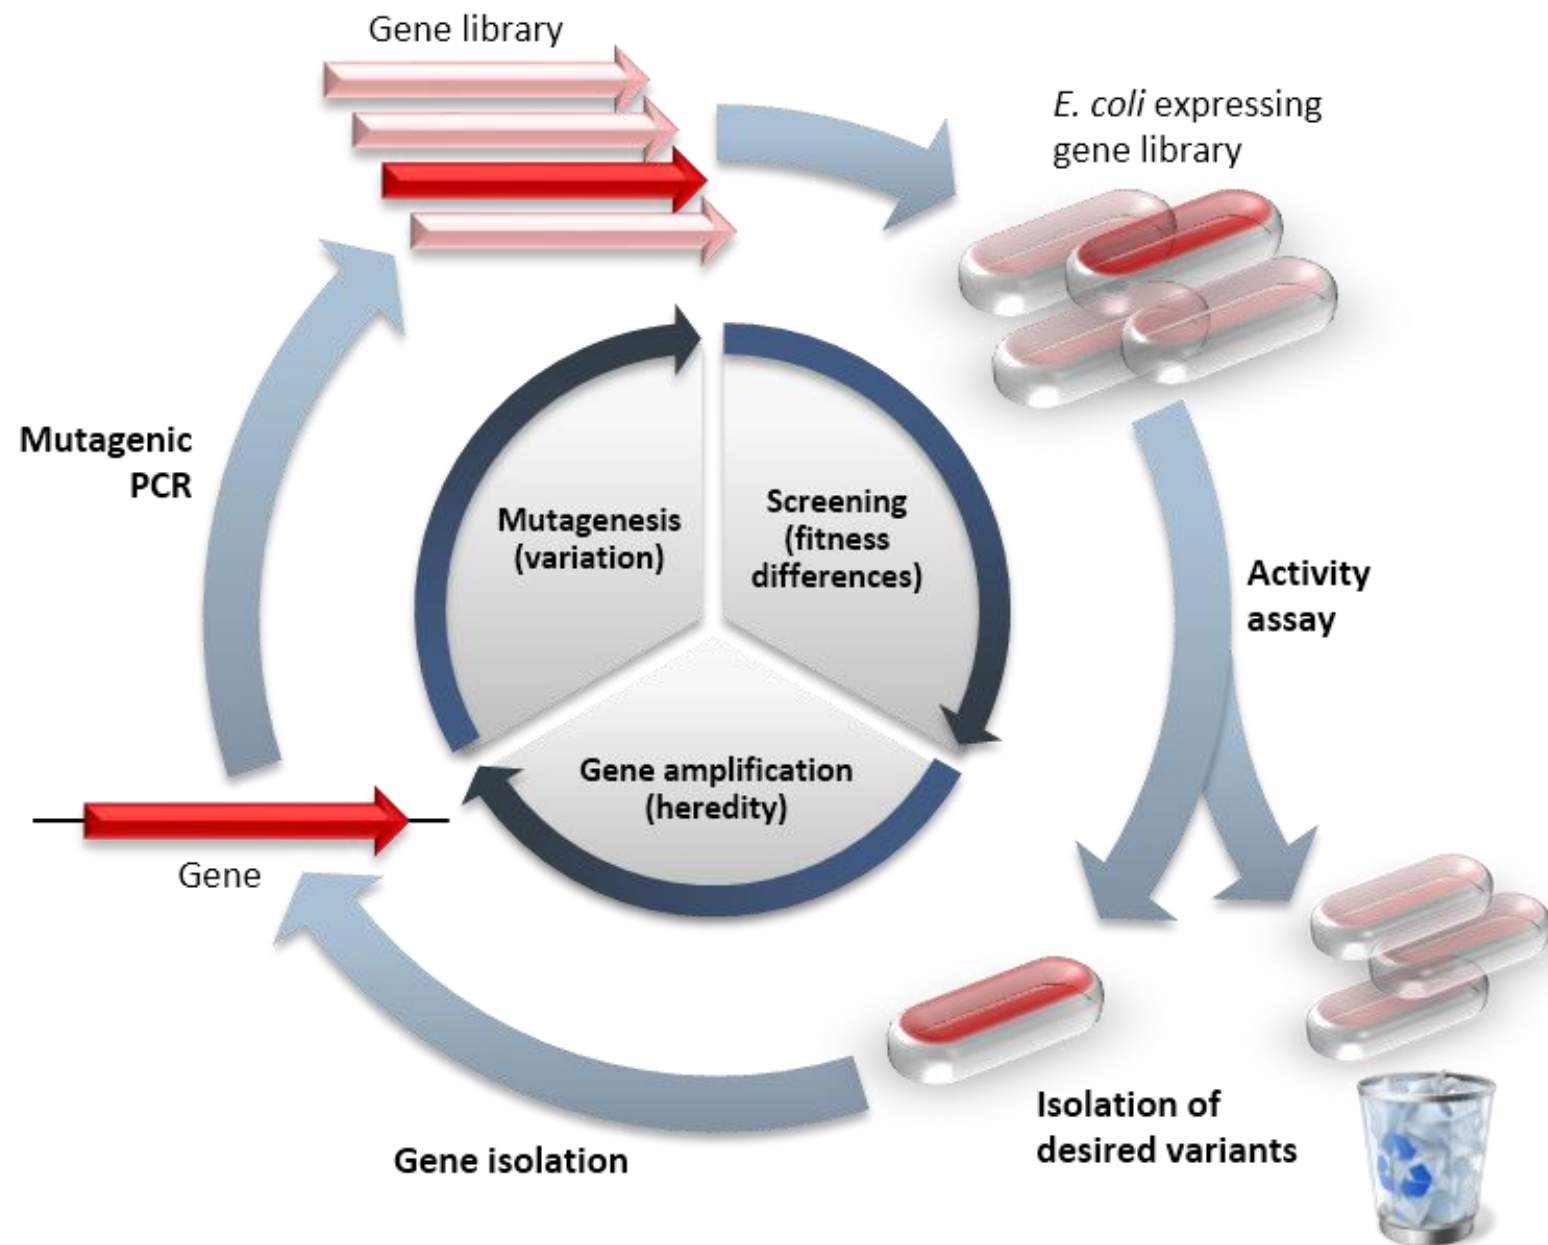 Gene library
E. coli expressing
gene library
Mutagenic
PCR
Mutagenesis
(variation)
Screening
(fitness
differences)
Activity
assay
Gene amplification
(heredity)
Gene
Isolation of
desired variants
Gene isolation